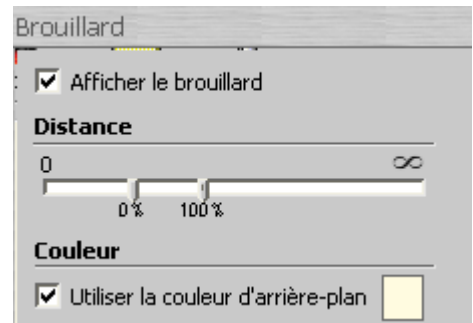 Brouillard
Afficher le brouillard
Distance
0 ∞
0% 100%
Couleur
Utiliser la couleur d'arrière-plan